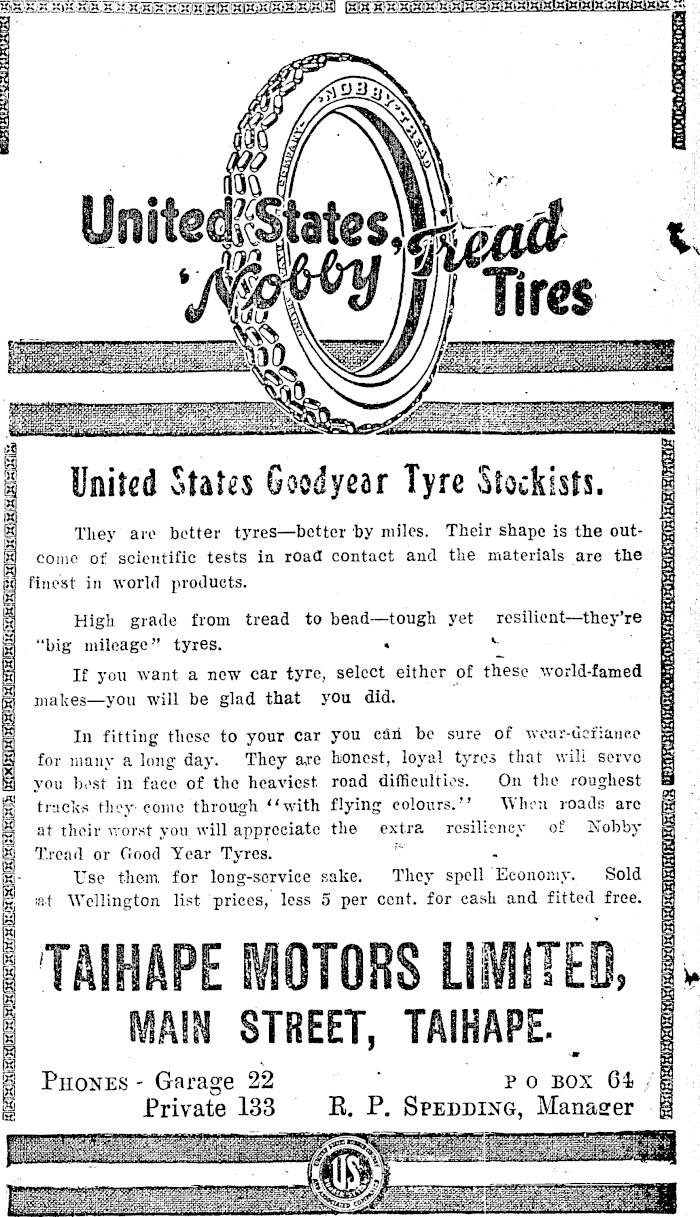 'NOBBY' TREAD
COMPANY
United States,
'Nobby' Tread
Tires
United States Goodyear Tyre Stockists.
They are better tyres—better by miles. Their shape is the out-
come of scientific tests in road contact and the materials are the
finest in world products.
High grade from tread to bead—tough yet resilient—they're
"big mileage" tyres.
If you want a new car tyre, select either of these world-famed
makes—you will be glad that you did.
In fitting these to your car you can be sure of wear-defiance
for many a long day. They are honest, loyal tyres that will serve
you best in face of the heaviest road difficulties. On the roughest
tracks they come through "with flying colours." When roads are
at their worst you will appreciate the extra resiliency of Nobby
Tread or Good Year Tyres.
Use them for long-service sake. They spell Economy. Sold
at Wellington list prices, less 5 per cent. for cash and fitted free.
TAIHAPE MOTORS LIMITED,
MAIN STREET, TAIHAPE.
PHONES - Garage 22
P O BOX 64
Private 133
R. P. SPEDDING, Manager
US